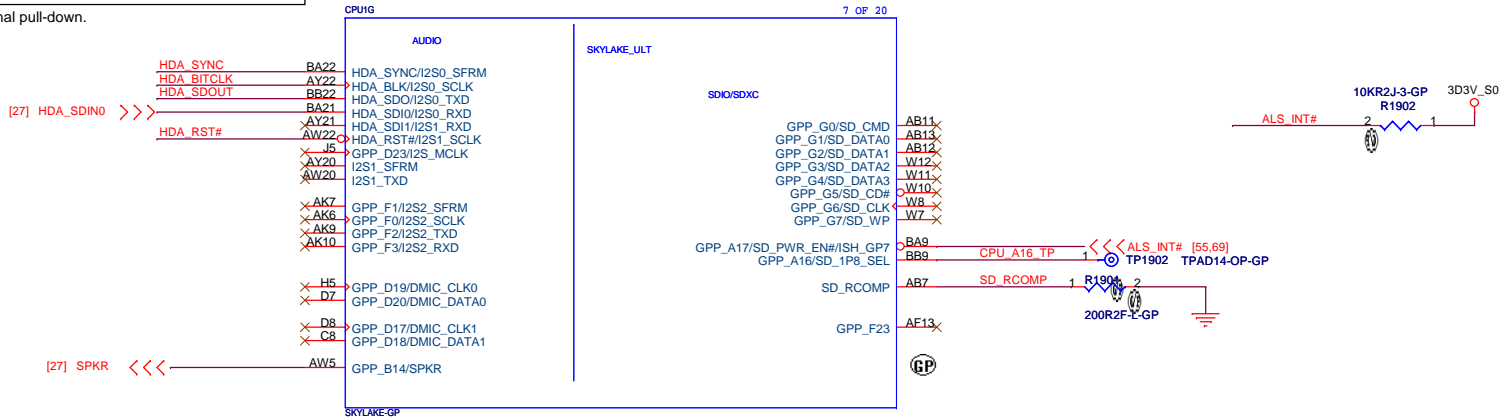 nal pull-down.
CPU1G
7 OF 20
AUDIO
SKYLAKE_ULT
SDIO/SDXC
HDA_SYNC BA22 HDA_SYNC/I2S0_SFRM
HDA_BITCLK AY22 HDA_BLK/I2S0_SCLK
HDA_SDOUT BB22 HDA_SDO/I2S0_TXD
[27] HDA_SDIN0 BA21 HDA_SDI0/I2S0_RXD
AY21 HDA_SDI1/I2S1_RXD
HDA_RST# AW22 HDA_RST#/I2S1_SCLK
J5 GPP_D23/I2S_MCLK
AY20 I2S1_SFRM
AW20 I2S1_TXD
AK7 GPP_F1/I2S2_SFRM
AK6 GPP_F0/I2S2_SCLK
AK9 GPP_F2/I2S2_TXD
AK10 GPP_F3/I2S2_RXD
H5 GPP_D19/DMIC_CLK0
D7 GPP_D20/DMIC_DATA0
D8 GPP_D17/DMIC_CLK1
C8 GPP_D18/DMIC_DATA1
[27] SPKR AW5 GPP_B14/SPKR
GPP_G0/SD_CMD AB11
GPP_G1/SD_DATA0 AB13
GPP_G2/SD_DATA1 AB12
GPP_G3/SD_DATA2 W12
GPP_G4/SD_DATA3 W11
GPP_G5/SD_CD# W10
GPP_G6/SD_CLK W8
GPP_G7/SD_WP W7
GPP_A17/SD_PWR_EN#/ISH_GP7 BA9 ALS_INT# [55,69]
GPP_A16/SD_1P8_SEL BB9 CPU_A16_TP 1 TP1902 TPAD14-OP-GP
SD_RCOMP AB7 SD_RCOMP 1 R1901 2
200R2F-L-GP
GPP_F23 AF13
GP
SKYLAKE-GP
10KR2J-3-GP
R1902
3D3V_S0
ALS_INT# 2 1